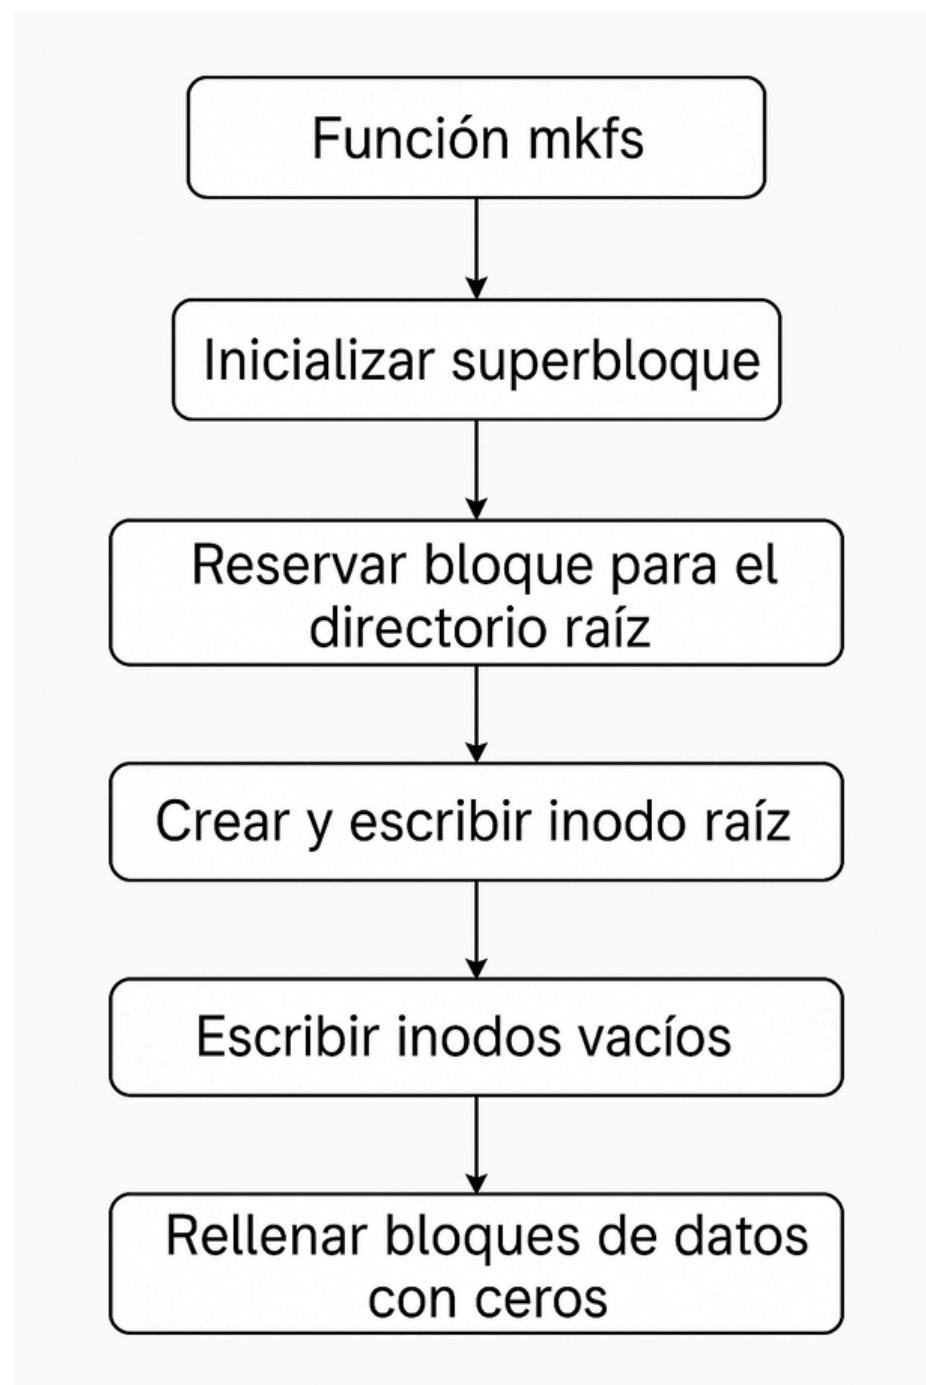 Función mkfs
Inicializar superbloque
Reservar bloque para el
directorio raíz
Crear y escribir inodo raíz
Escribir inodos vacíos
Rellenar bloques de datos
con ceros